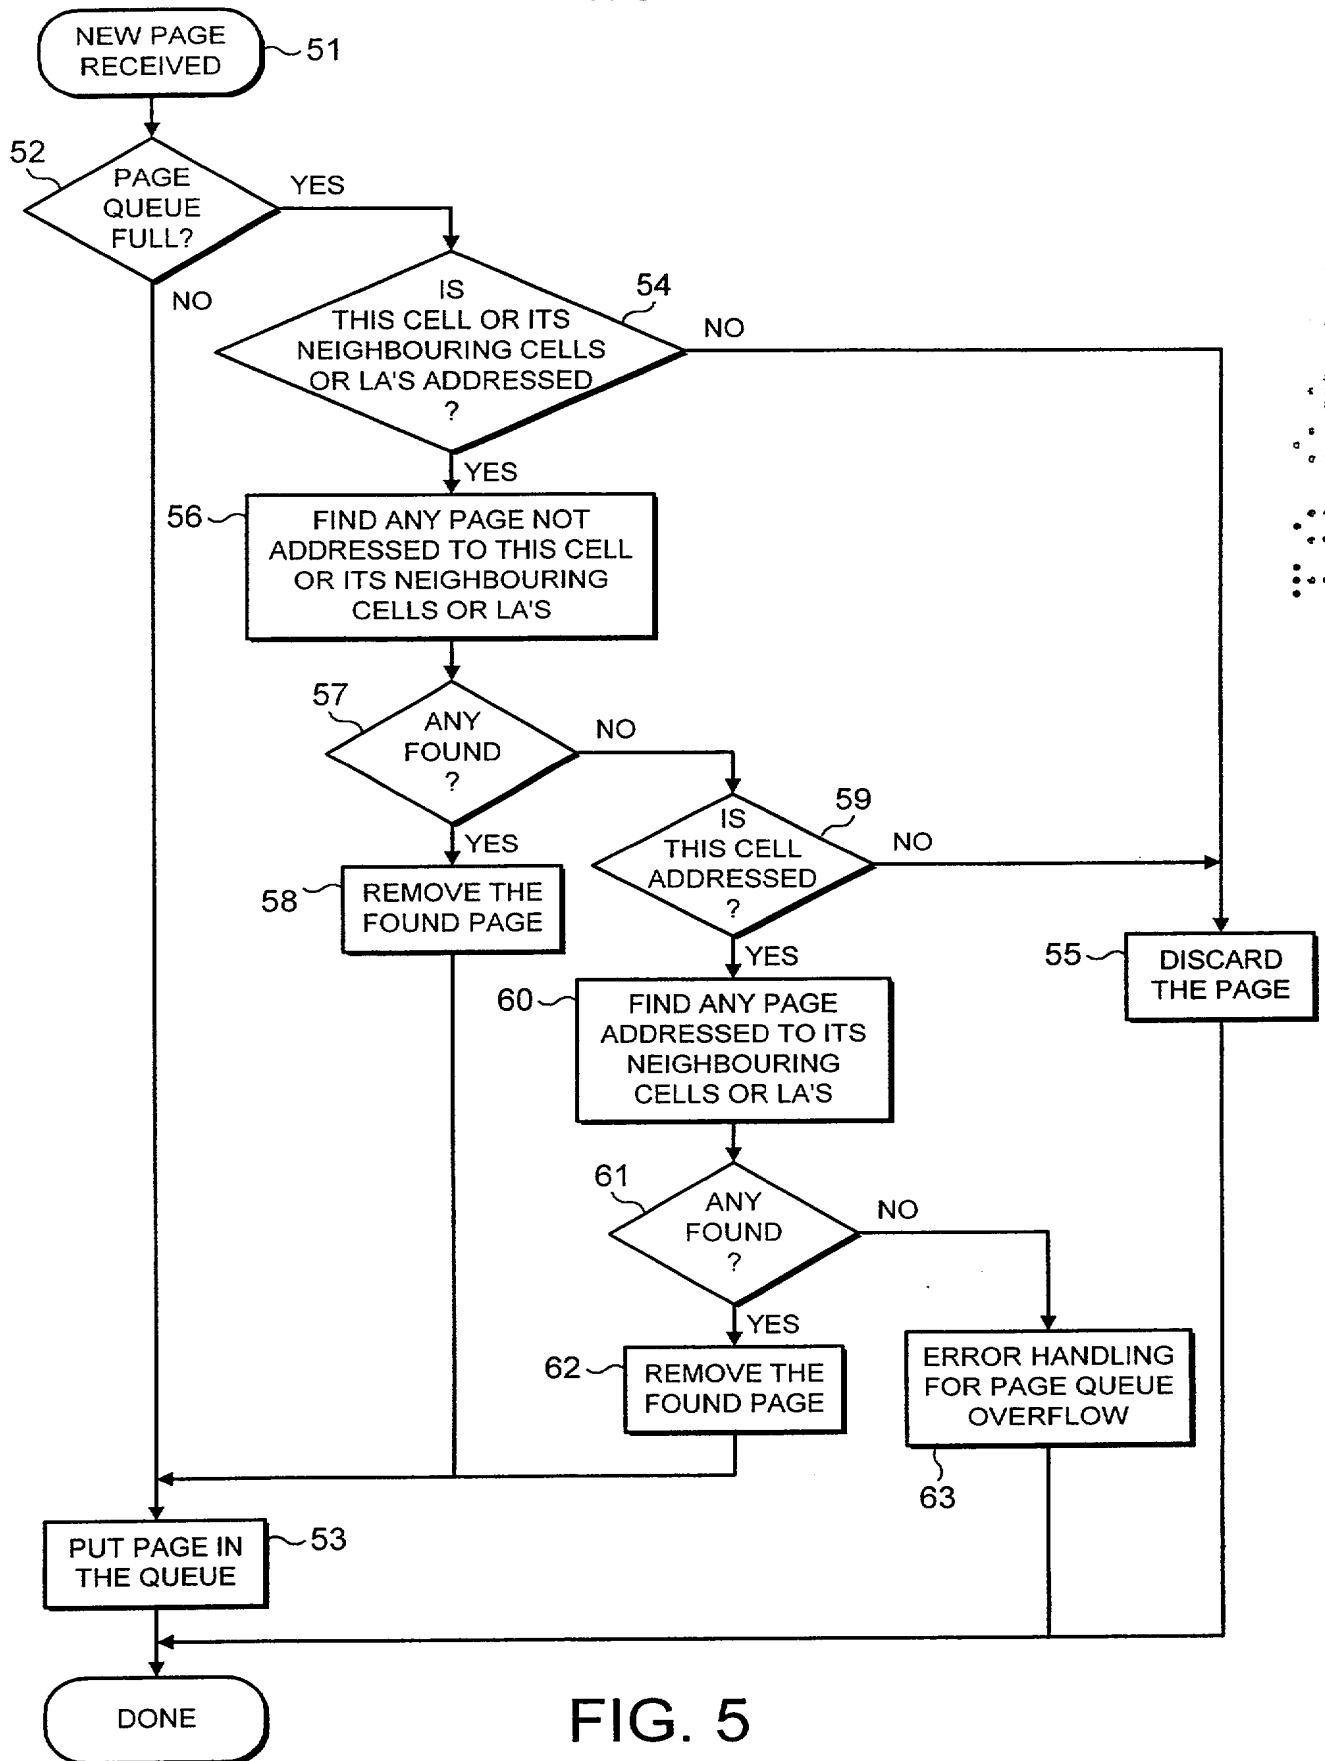 NEW PAGE
RECEIVED
51
52
PAGE
QUEUE
FULL?
YES
NO
IS
THIS CELL OR ITS
NEIGHBOURING CELLS
OR LA'S ADDRESSED
?
54
NO
YES
56
FIND ANY PAGE NOT
ADDRESSED TO THIS CELL
OR ITS NEIGHBOURING
CELLS OR LA'S
57
ANY
FOUND
?
NO
YES
58
REMOVE THE
FOUND PAGE
IS
THIS CELL
ADDRESSED
?
59
NO
YES
55
DISCARD
THE PAGE
60
FIND ANY PAGE
ADDRESSED TO ITS
NEIGHBOURING
CELLS OR LA'S
61
ANY
FOUND
?
NO
YES
62
REMOVE THE
FOUND PAGE
ERROR HANDLING
FOR PAGE QUEUE
OVERFLOW
63
PUT PAGE IN
THE QUEUE
53
DONE
FIG. 5